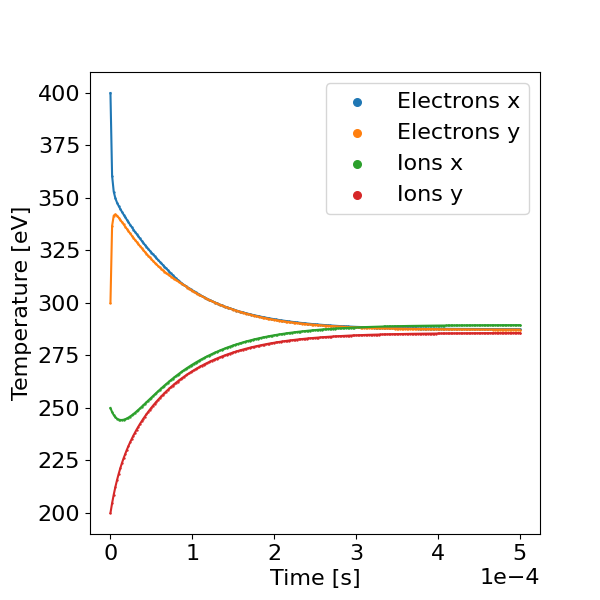 400
375
350
325
300
275
250
225
200
Temperature [eV]
Electrons x
Electrons y
Ions x
Ions y
0 1 2 3 4 5
Time [s]
1e−4